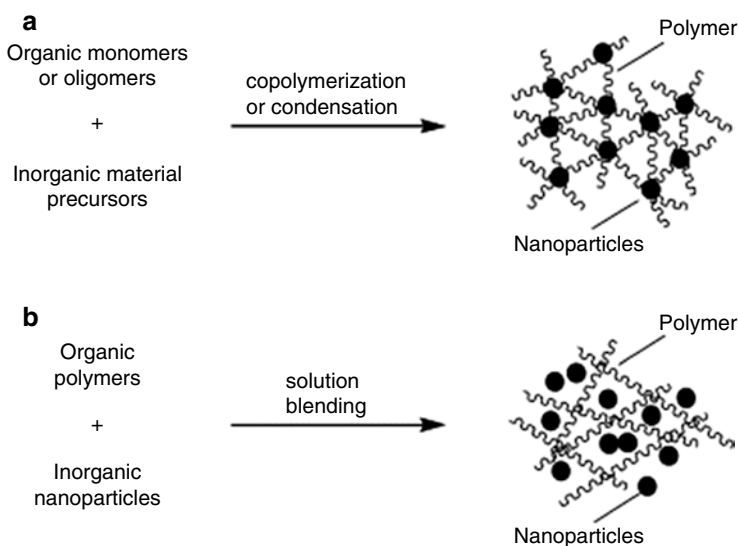 a
Organic monomers
or oligomers
+
Inorganic material
precursors
copolymerization
or condensation
Polymer
Nanoparticles
b
Organic
polymers
+
Inorganic
nanoparticles
solution
blending
Polymer
Nanoparticles